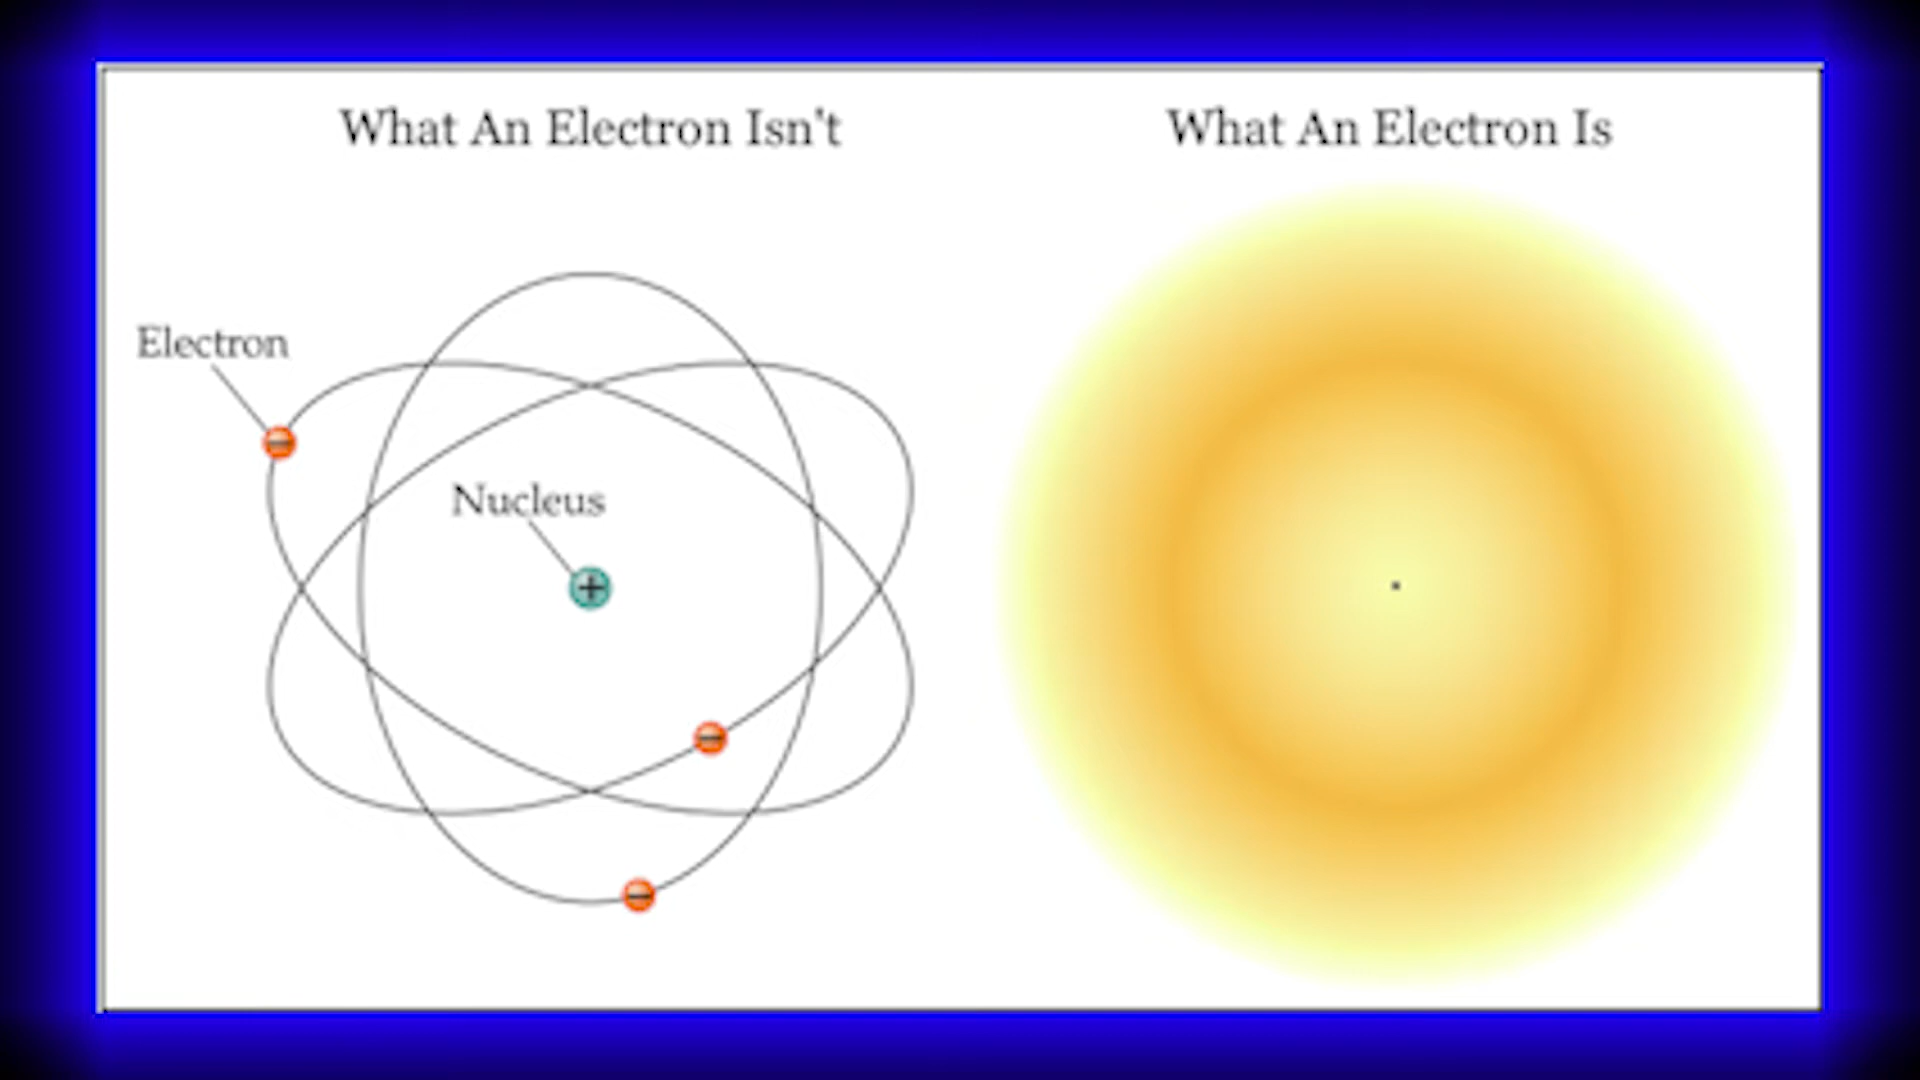 What An Electron Isn't
What An Electron Is
Electron
Nucleus